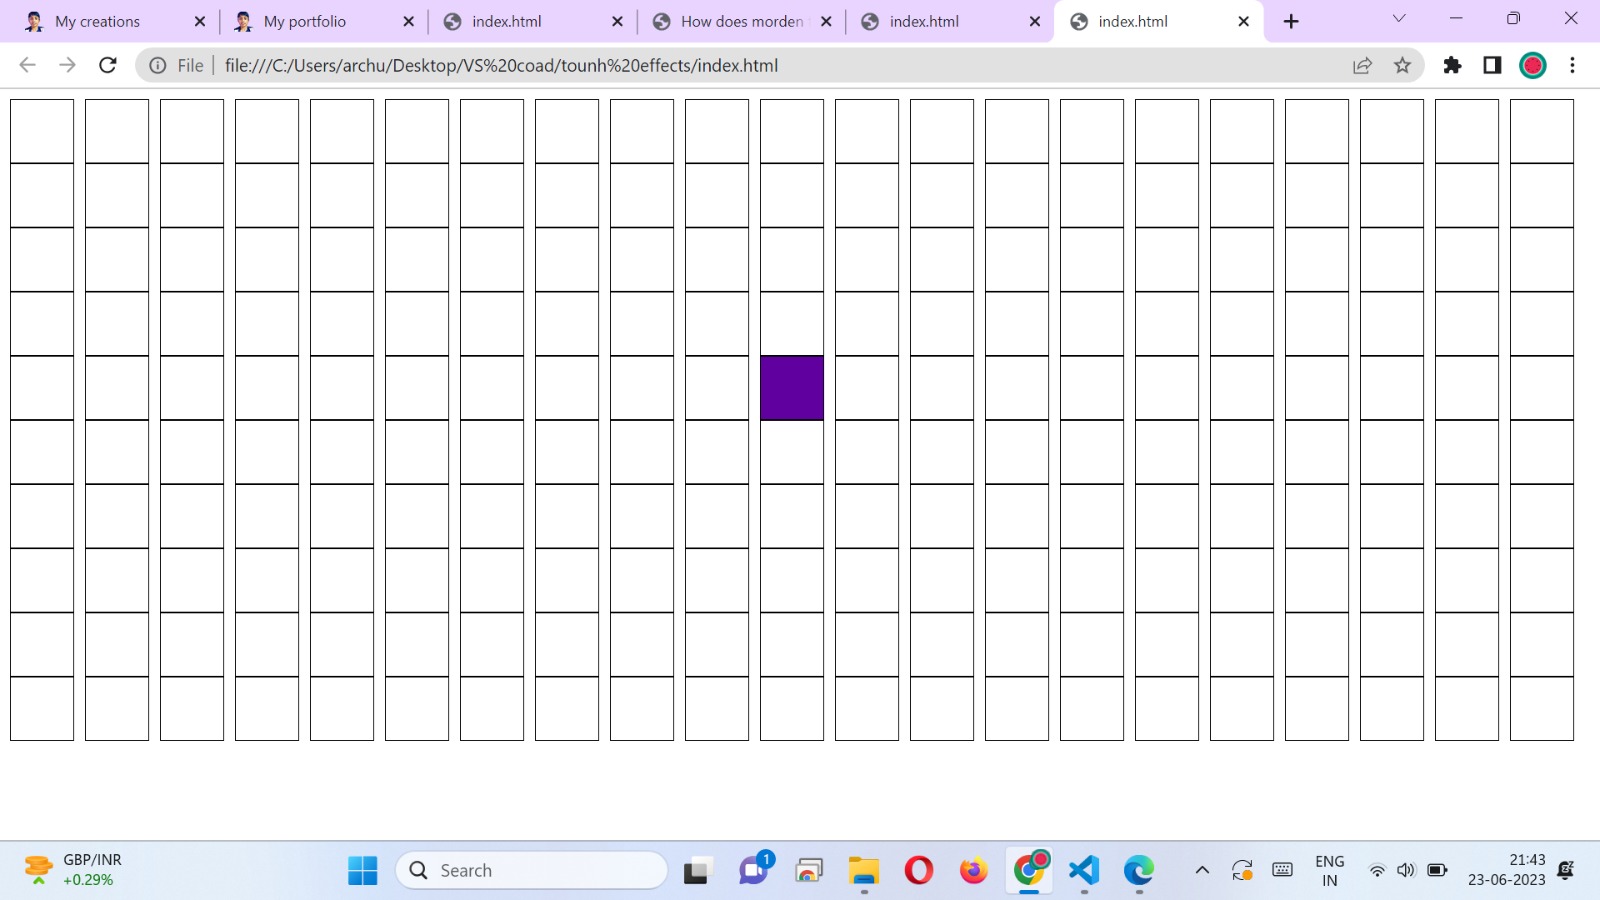 My creations
My portfolio
index.html
How does morden
index.html
index.html
File
file:///C:/Users/archu/Desktop/VS%20coad/tounh%20effects/index.html
GBP/INR
+0.29%
Search
1
ENG
IN
21:43
23-06-2023